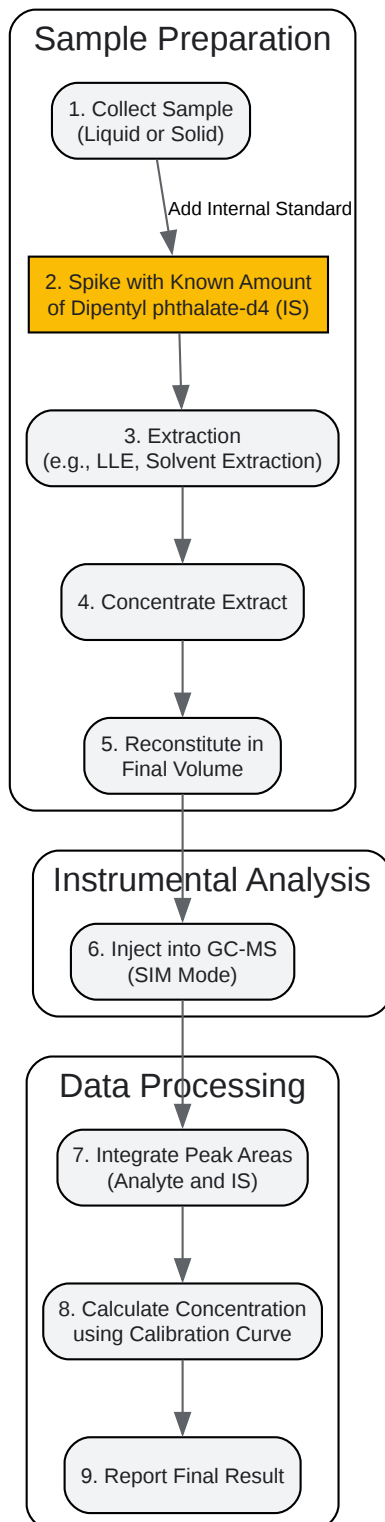 Sample Preparation
1. Collect Sample
(Liquid or Solid)
Add Internal Standard
2. Spike with Known Amount
of Dipentyl phthalate-d4 (IS)
3. Extraction
(e.g., LLE, Solvent Extraction)
4. Concentrate Extract
5. Reconstitute in
Final Volume
Instrumental Analysis
6. Inject into GC-MS
(SIM Mode)
Data Processing
7. Integrate Peak Areas
(Analyte and IS)
8. Calculate Concentration
using Calibration Curve
9. Report Final Result